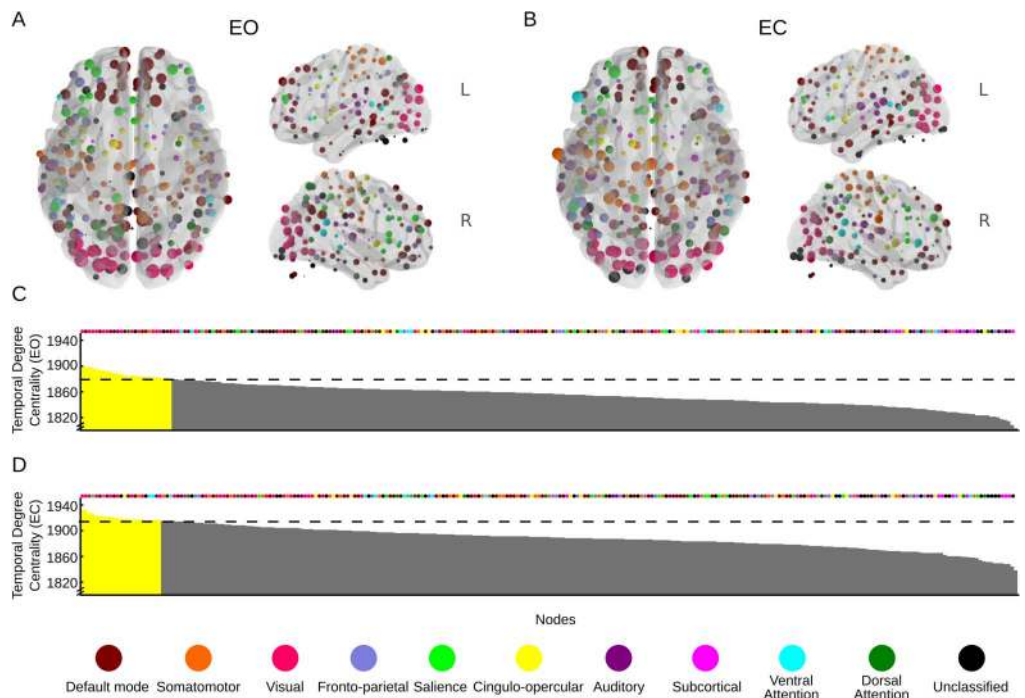 A
EO
B
EC
L
L
R
R
C
Temporal Degree
Centrality (EO)
1940
1900
1860
1820
D
Temporal Degree
Centrality (EC)
1940
1900
1860
1820
Nodes
Default mode
Somatomotor
Visual
Fronto-parietal
Salience
Cingulo-opercular
Auditory
Subcortical
Ventral
Attention
Dorsal
Attention
Unclassified